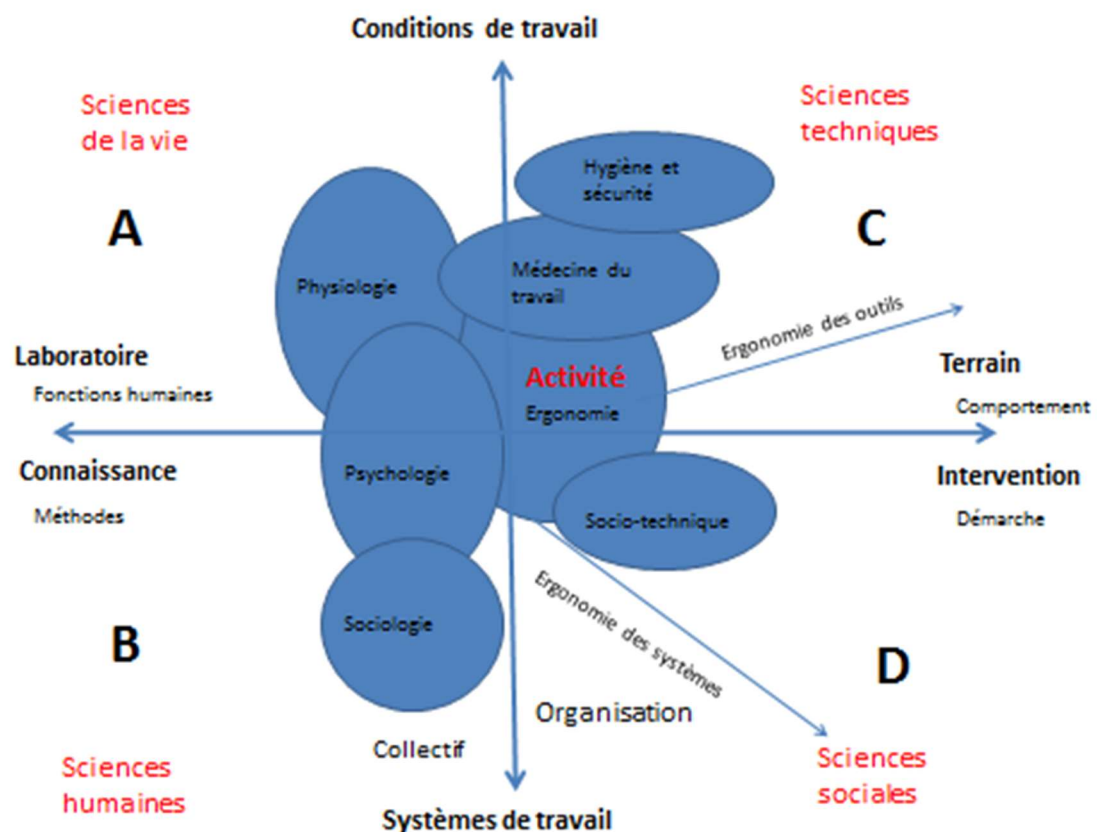 Conditions de travail
Sciences
de la vie
Sciences
techniques
Hygiène et
sécurité
A
C
Physiologie
Médecine du
travail
Ergonomie des outils
Laboratoire
Fonctions humaines
Activité
Ergonomie
Terrain
Comportement
Connaissance
Méthodes
Psychologie
Intervention
Démarche
Socio-technique
Sociologie
Ergonomie des systèmes
B
D
Organisation
Collectif
Sciences
humaines
Sciences
sociales
Systèmes de travail